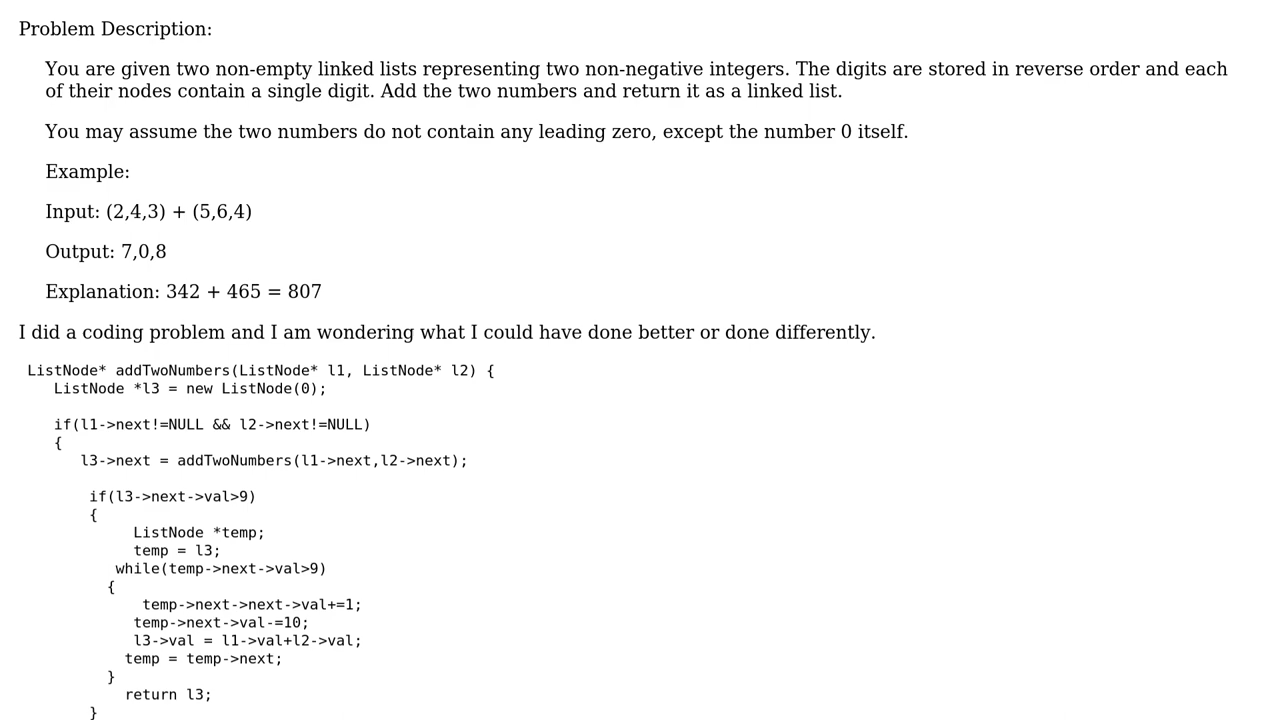 Problem Description:
You are given two non-empty linked lists representing two non-negative integers. The digits are stored in reverse order and each
of their nodes contain a single digit. Add the two numbers and return it as a linked list.
You may assume the two numbers do not contain any leading zero, except the number 0 itself.
Example:
Input: (2,4,3) + (5,6,4)
Output: 7,0,8
Explanation: 342 + 465 = 807
I did a coding problem and I am wondering what I could have done better or done differently.
ListNode* addTwoNumbers(ListNode* l1, ListNode* l2) {
ListNode *l3 = new ListNode(0);
if(l1->next!=NULL && l2->next!=NULL)
{
l3->next = addTwoNumbers(l1->next,l2->next);
if(l3->next->val>9)
{
ListNode *temp;
temp = l3;
while(temp->next->val>9)
{
temp->next->next->val+=1;
temp->next->val-=10;
l3->val = l1->val+l2->val;
temp = temp->next;
}
return l3;
}